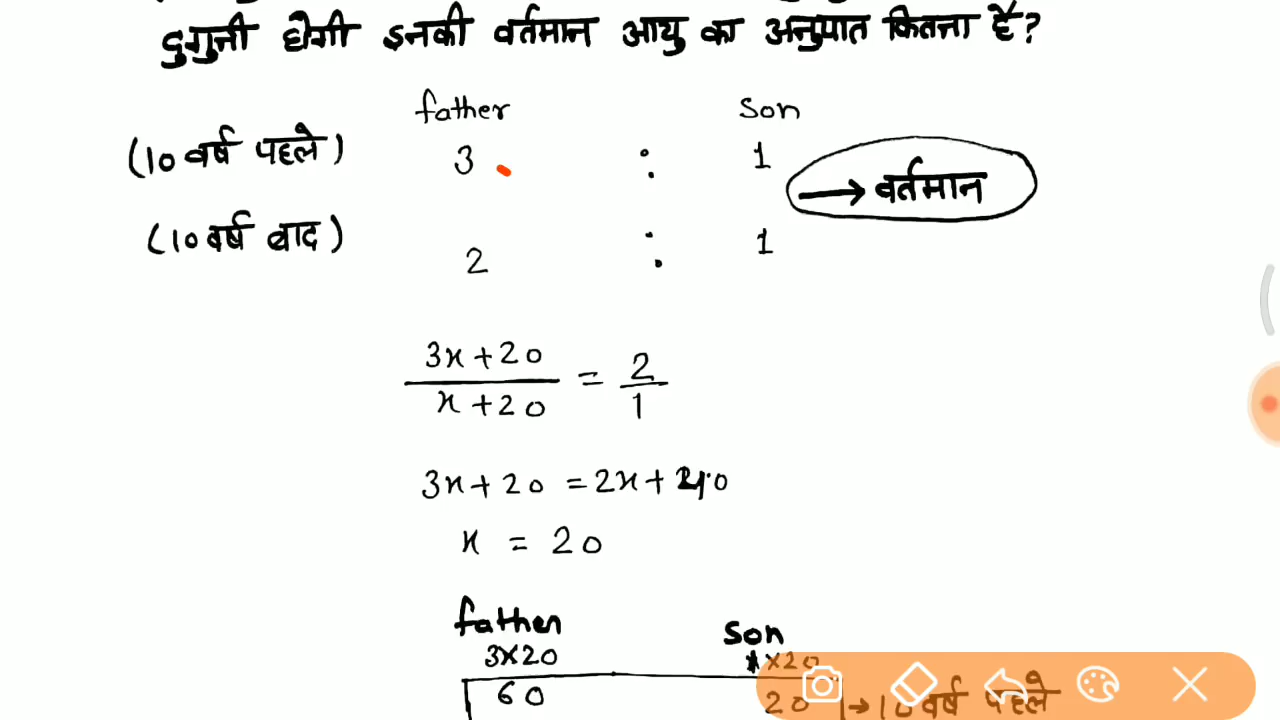 दुगुनी होगी इनकी वर्तमान आयु का अनुपात कितना है?
father son
(10 वर्ष पहले) 3 : 1
→ वर्तमान
(10 वर्ष बाद) 2 : 1
3x+20 / x+20 = 2/1
3x+20 = 2x+40
x = 20
father son
3×20 1×20
60 20 → 10 वर्ष पहले